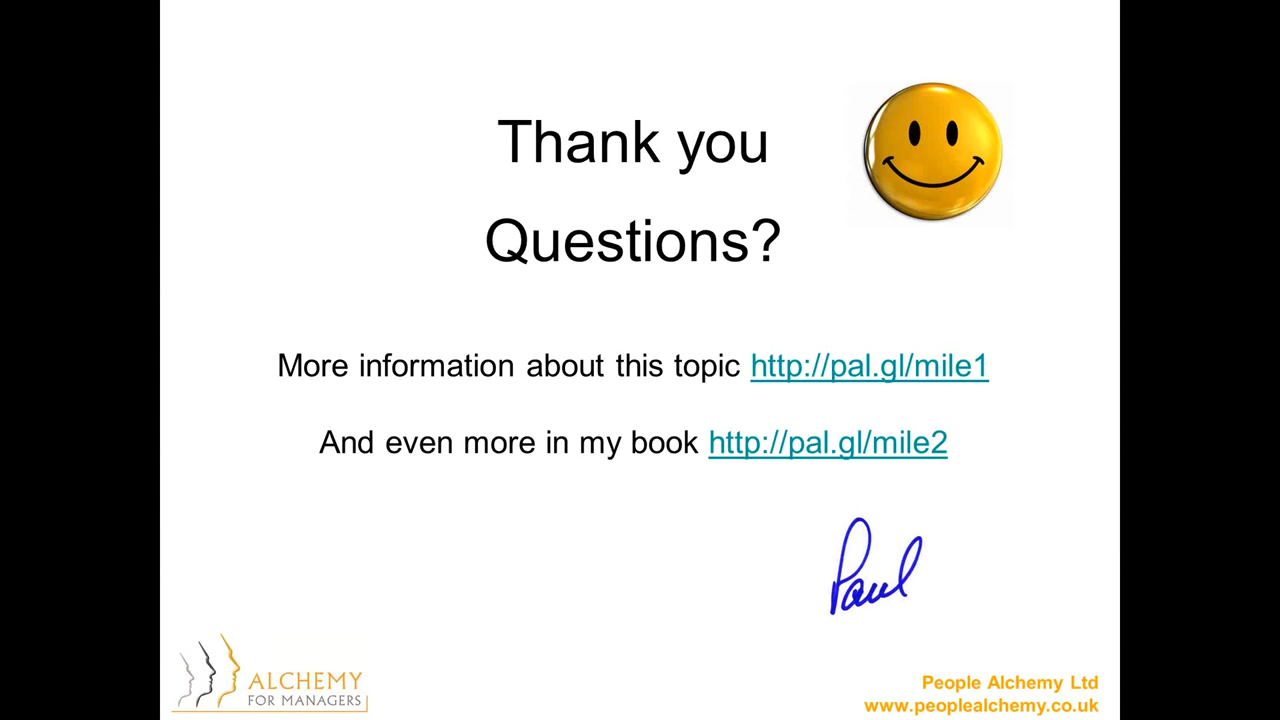 Thank you
Questions?
More information about this topic http://pal.gl/mile1
And even more in my book http://pal.gl/mile2
Paul
ALCHEMY
FOR MANAGERS
People Alchemy Ltd
www.peoplealchemy.co.uk